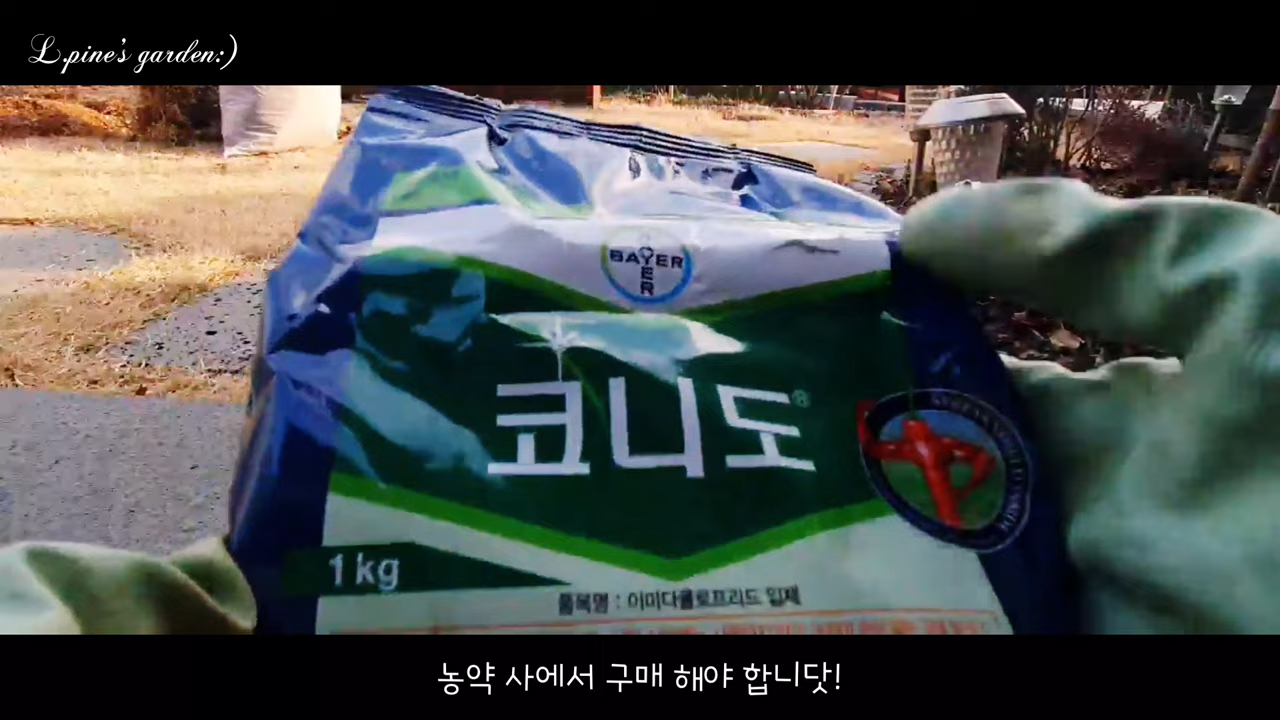 L.pine's garden:)
BAYER
코니도®
1 kg
품목명 : 이미다클로프리드 입제
농약 사에서 구매 해야 합니닷!